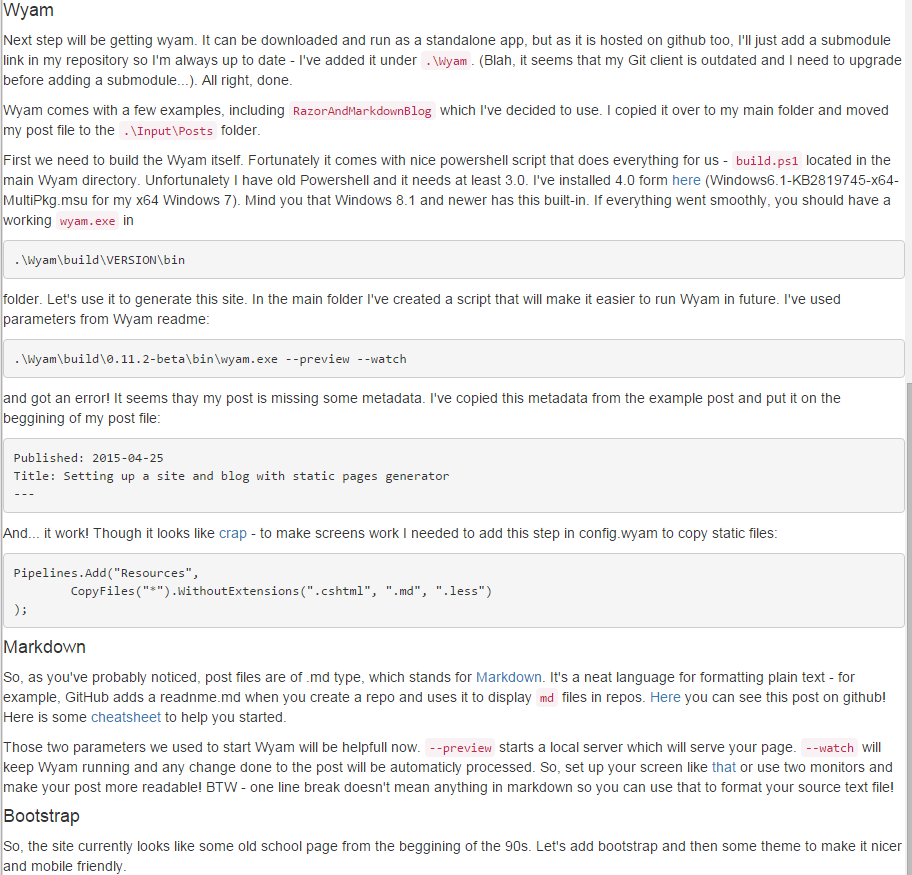 Wyam
Next step will be getting wyam. It can be downloaded and run as a standalone app, but as it is hosted on github too, I'll just add a submodule
link in my repository so I'm always up to date - I've added it under .\Wyam. (Blah, it seems that my Git client is outdated and I need to upgrade
before adding a submodule...). All right, done.
Wyam comes with a few examples, including RazorAndMarkdownBlog which I've decided to use. I copied it over to my main folder and moved
my post file to the .\Input\Posts folder.
First we need to build the Wyam itself. Fortunately it comes with nice powershell script that does everything for us - build.ps1 located in the
main Wyam directory. Unfortunalety I have old Powershell and it needs at least 3.0. I've installed 4.0 form here (Windows6.1-KB2819745-x64-
MultiPkg.msu for my x64 Windows 7). Mind you that Windows 8.1 and newer has this built-in. If everything went smoothly, you should have a
working wyam.exe in
.\Wyam\build\VERSION\bin
folder. Let's use it to generate this site. In the main folder I've created a script that will make it easier to run Wyam in future. I've used
parameters from Wyam readme:
.\Wyam\build\0.11.2-beta\bin\wyam.exe --preview --watch
and got an error! It seems thay my post is missing some metadata. I've copied this metadata from the example post and put it on the
beggining of my post file:
Published: 2015-04-25
Title: Setting up a site and blog with static pages generator
---
And... it work! Though it looks like crap - to make screens work I needed to add this step in config.wyam to copy static files:
Pipelines.Add("Resources",
CopyFiles("*").WithoutExtensions(".cshtml", ".md", ".less")
);
Markdown
So, as you've probably noticed, post files are of .md type, which stands for Markdown. It's a neat language for formatting plain text - for
example, GitHub adds a readnme.md when you create a repo and uses it to display md files in repos. Here you can see this post on github!
Here is some cheatsheet to help you started.
Those two parameters we used to start Wyam will be helpfull now. --preview starts a local server which will serve your page. --watch will
keep Wyam running and any change done to the post will be automaticly processed. So, set up your screen like that or use two monitors and
make your post more readable! BTW - one line break doesn't mean anything in markdown so you can use that to format your source text file!
Bootstrap
So, the site currently looks like some old school page from the beggining of the 90s. Let's add bootstrap and then some theme to make it nicer
and mobile friendly.